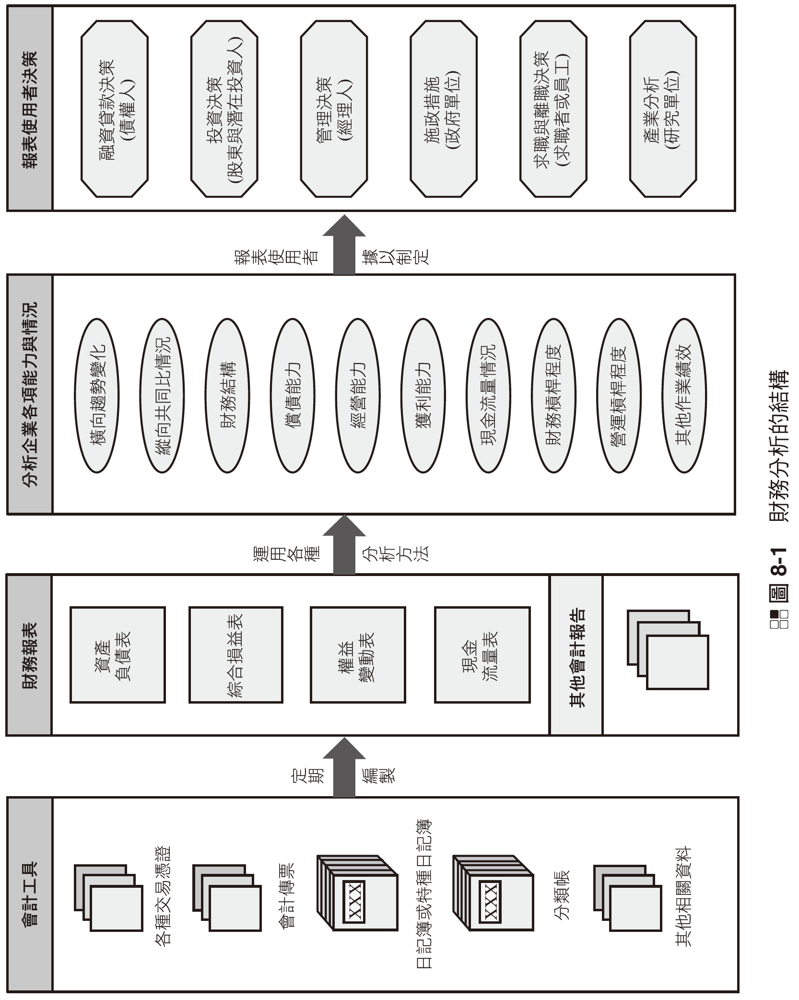 會計工具
各種交易憑證
會計傳票
XXX
日記簿或特種日記簿
XXX
分類帳
其他相關資料
定期
編製
財務報表
資產
負債表
綜合損益表
權益
變動表
現金
流量表
其他會計報告
運用各種
分析方法
分析企業各項能力與情況
橫向趨勢變化
縱向共同比情況
財務結構
償債能力
經營能力
獲利能力
現金流量情況
財務槓桿程度
營運槓桿程度
其他作業績效
報表使用者
據以制定
報表使用者決策
融資貸款決策
(債權人)
投資決策
(股東與潛在投資人)
管理決策
(經理人)
施政措施
(政府單位)
求職與離職決策
(求職者或員工)
產業分析
(研究單位)
圖 8-1 財務分析的結構